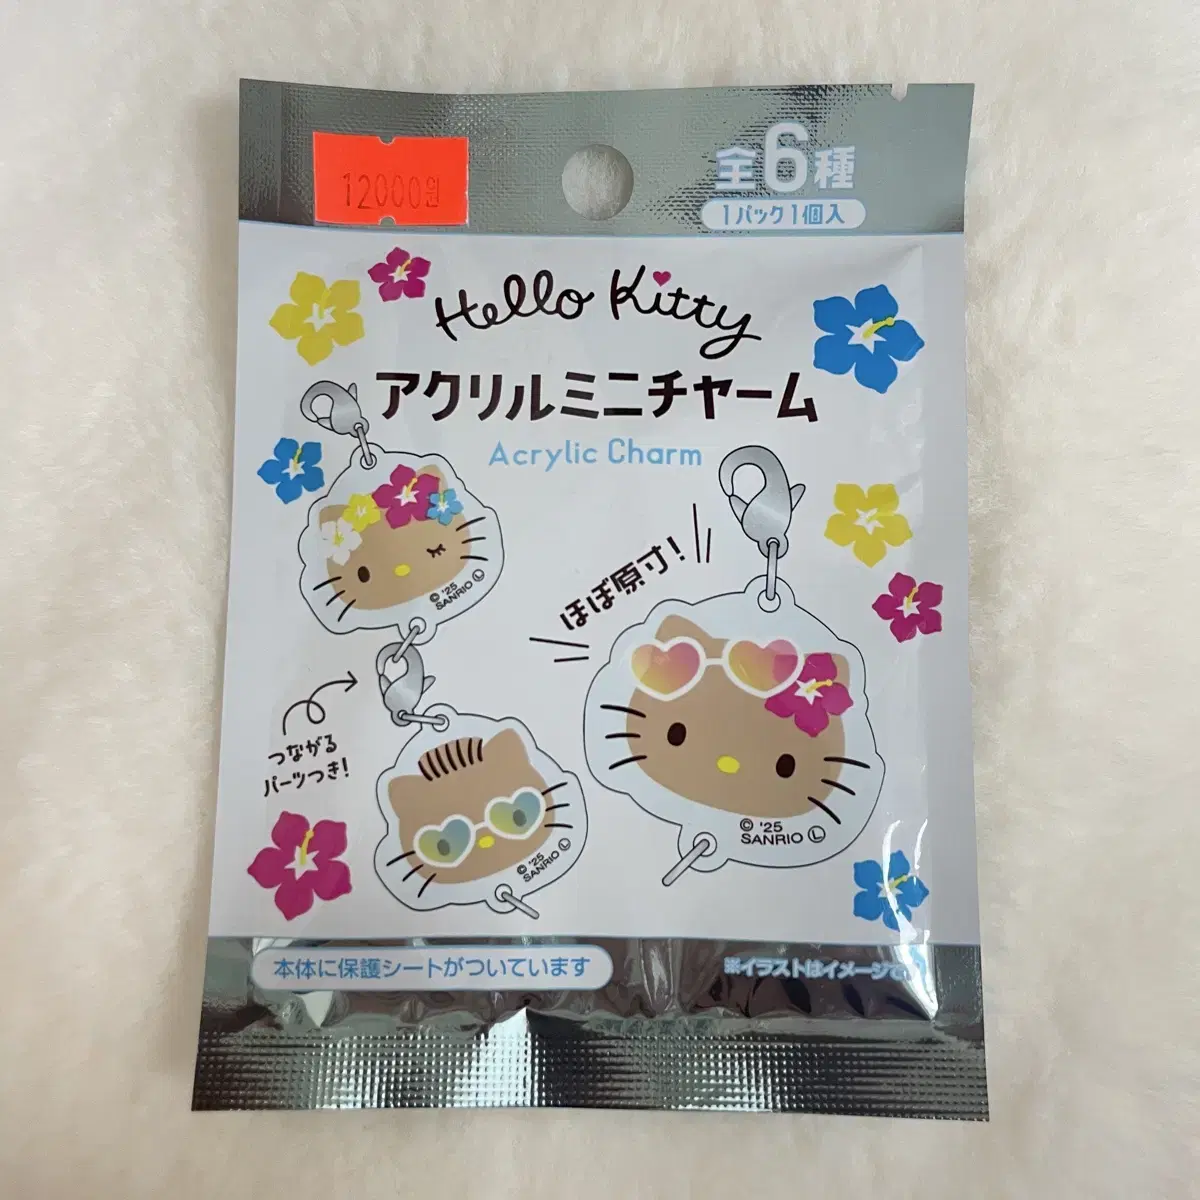 12000원
全6種
1パック1個入
Hello Kitty
アクリルミニチャーム
Acrylic Charm
ほぼ原寸!
© '25
SANRIO Ⓛ
つながる
パーツつき!
© '25
SANRIO Ⓛ
© '25
SANRIO Ⓛ
本体に保護シートがついています
※イラストはイメージで